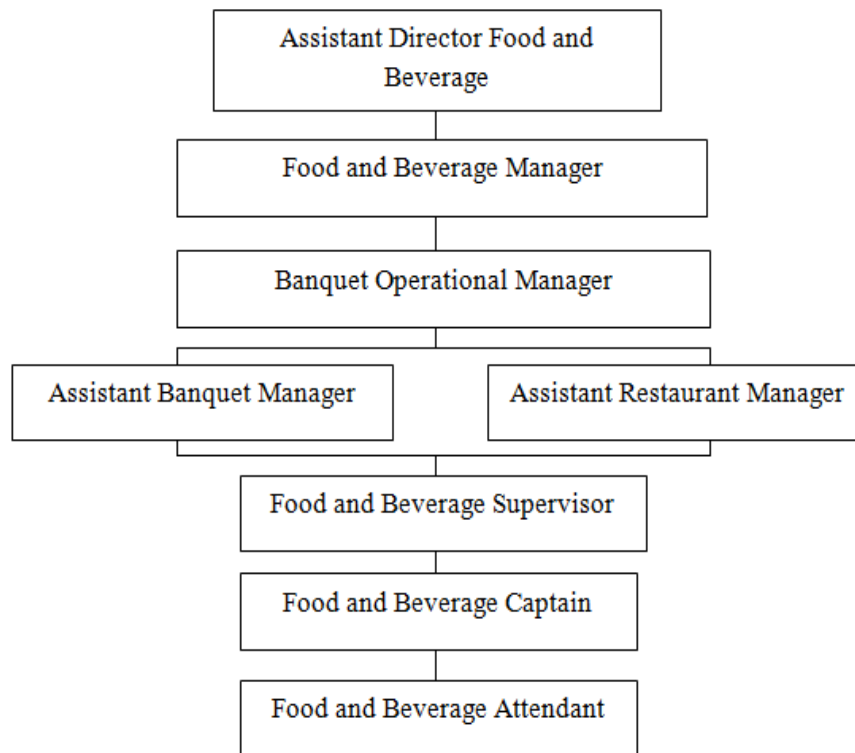 Assistant Director Food and
Beverage
Food and Beverage Manager
Banquet Operational Manager
Assistant Banquet Manager
Assistant Restaurant Manager
Food and Beverage Supervisor
Food and Beverage Captain
Food and Beverage Attendant